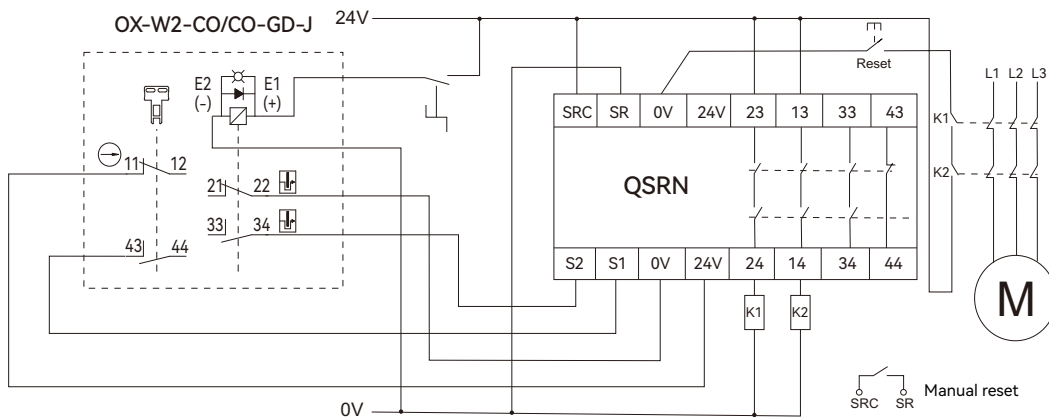 OX-W2-CO/CO-GD-J
24V
E2
(-)
E1
(+)
Reset
L1 L2 L3
SRC SR 0V 24V 23 13 33 43
K1
11 12
K2
21 22
QSRN
33 34
43 44
S2 S1 0V 24V 24 14 34 44
M
K1 K2
Manual reset
SRC SR
0V